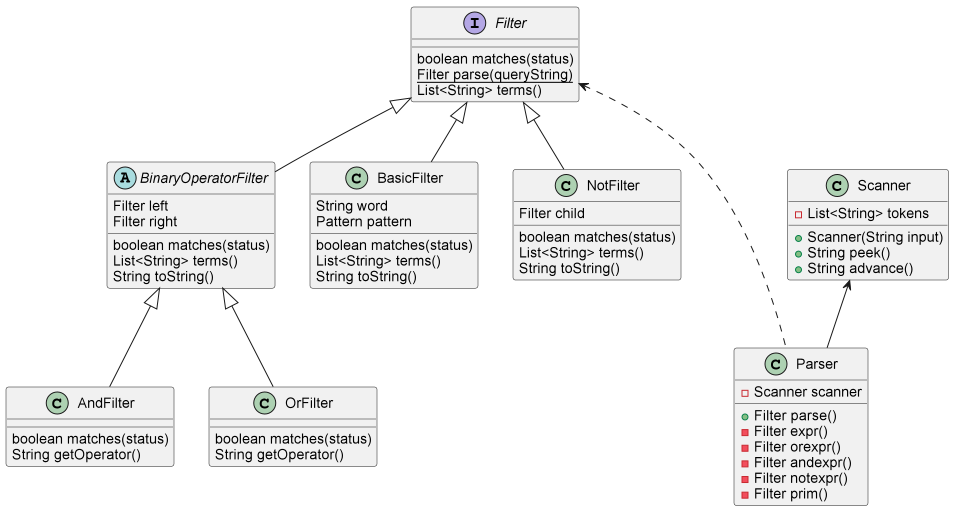 I Filter
boolean matches(status)
Filter parse(queryString)
List<String> terms()
A BinaryOperatorFilter
Filter left
Filter right
boolean matches(status)
List<String> terms()
String toString()
C BasicFilter
String word
Pattern pattern
boolean matches(status)
List<String> terms()
String toString()
C NotFilter
Filter child
boolean matches(status)
List<String> terms()
String toString()
C Scanner
List<String> tokens
Scanner(String input)
String peek()
String advance()
C AndFilter
boolean matches(status)
String getOperator()
C OrFilter
boolean matches(status)
String getOperator()
C Parser
Scanner scanner
Filter parse()
Filter expr()
Filter orexpr()
Filter andexpr()
Filter notexpr()
Filter prim()